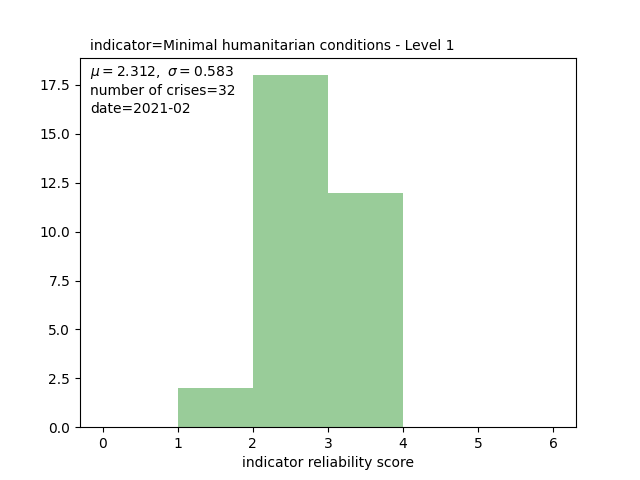 indicator=Minimal humanitarian conditions - Level 1
μ = 2.312, σ = 0.583
number of crises=32
date=2021-02
17.5
15.0
12.5
10.0
7.5
5.0
2.5
0.0
0 1 2 3 4 5 6
indicator reliability score